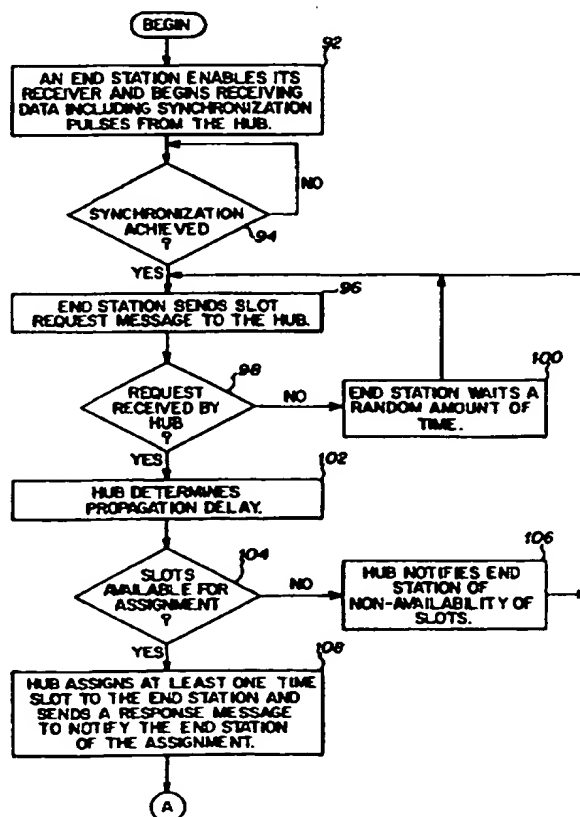 BEGIN
92
AN END STATION ENABLES ITS
RECEIVER AND BEGINS RECEIVING
DATA INCLUDING SYNCHRONIZATION
PULSES FROM THE HUB.
NO
SYNCHRONIZATION
ACHIEVED
?
94
YES
96
END STATION SENDS SLOT
REQUEST MESSAGE TO THE HUB.
98
REQUEST
RECEIVED BY
HUB
?
NO
100
END STATION WAITS A
RANDOM AMOUNT OF
TIME.
YES
102
HUB DETERMINES
PROPAGATION DELAY.
104
SLOTS
AVAILABLE FOR
ASSIGNMENT
?
NO
106
HUB NOTIFIES END
STATION OF
NON-AVAILABILITY OF
SLOTS.
YES
108
HUB ASSIGNS AT LEAST ONE TIME
SLOT TO THE END STATION AND
SENDS A RESPONSE MESSAGE
TO NOTIFY THE END STATION
OF THE ASSIGNMENT.
A